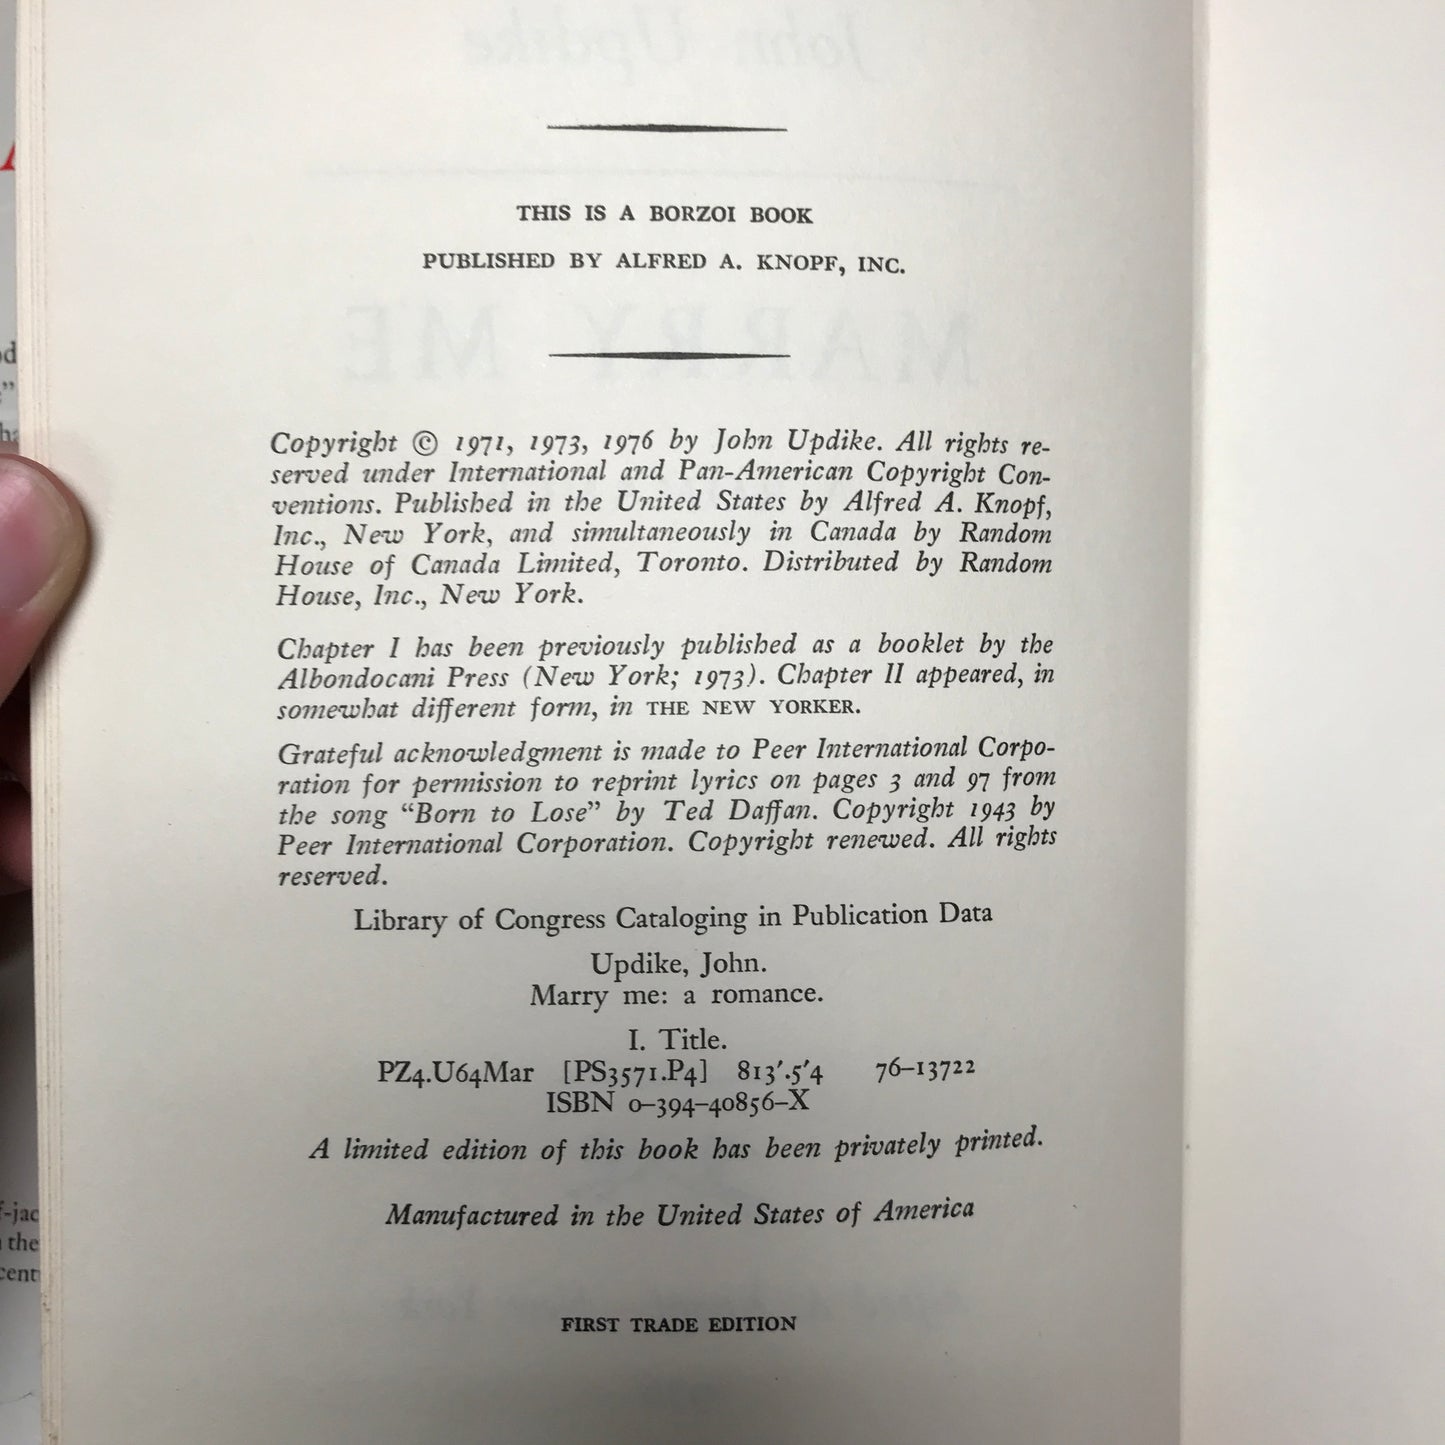 THIS IS A BORZOI BOOK
PUBLISHED BY ALFRED A. KNOPF, INC.
Copyright © 1971, 1973, 1976 by John Updike. All rights re-
served under International and Pan-American Copyright Con-
ventions. Published in the United States by Alfred A. Knopf,
Inc., New York, and simultaneously in Canada by Random
House of Canada Limited, Toronto. Distributed by Random
House, Inc., New York.
Chapter I has been previously published as a booklet by the
Albondocani Press (New York; 1973). Chapter II appeared, in
somewhat different form, in THE NEW YORKER.
Grateful acknowledgment is made to Peer International Corpo-
ration for permission to reprint lyrics on pages 3 and 97 from
the song “Born to Lose” by Ted Daffan. Copyright 1943 by
Peer International Corporation. Copyright renewed. All rights
reserved.
Library of Congress Cataloging in Publication Data
Updike, John.
Marry me: a romance.
I. Title.
PZ4.U64Mar [PS3571.P4] 813'.5'4 76–13722
ISBN 0–394–40856–X
A limited edition of this book has been privately printed.
Manufactured in the United States of America
FIRST TRADE EDITION